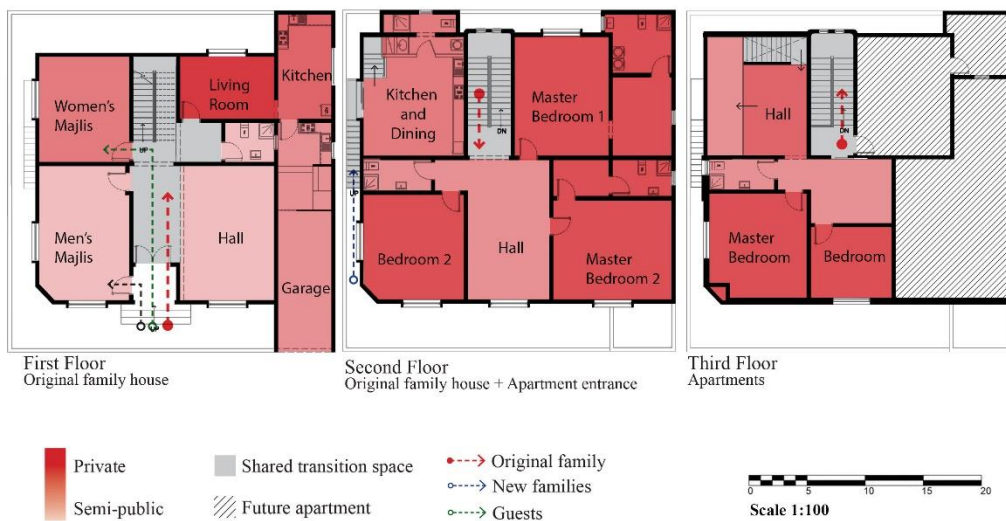 Women's
Majlis
Living
Room
Kitchen
UP
Men's
Majlis
Hall
Garage
First Floor
Original family house
Kitchen
and
Dining
DN
Master
Bedroom 1
UP
Bedroom 2
Hall
Master
Bedroom 2
Second Floor
Original family house + Apartment entrance
Hall
DN
Master
Bedroom
Bedroom
Third Floor
Apartments
Private
Semi-public
Shared transition space
Future apartment
Original family
New families
Guests
0 5 10 15 20
Scale 1:100